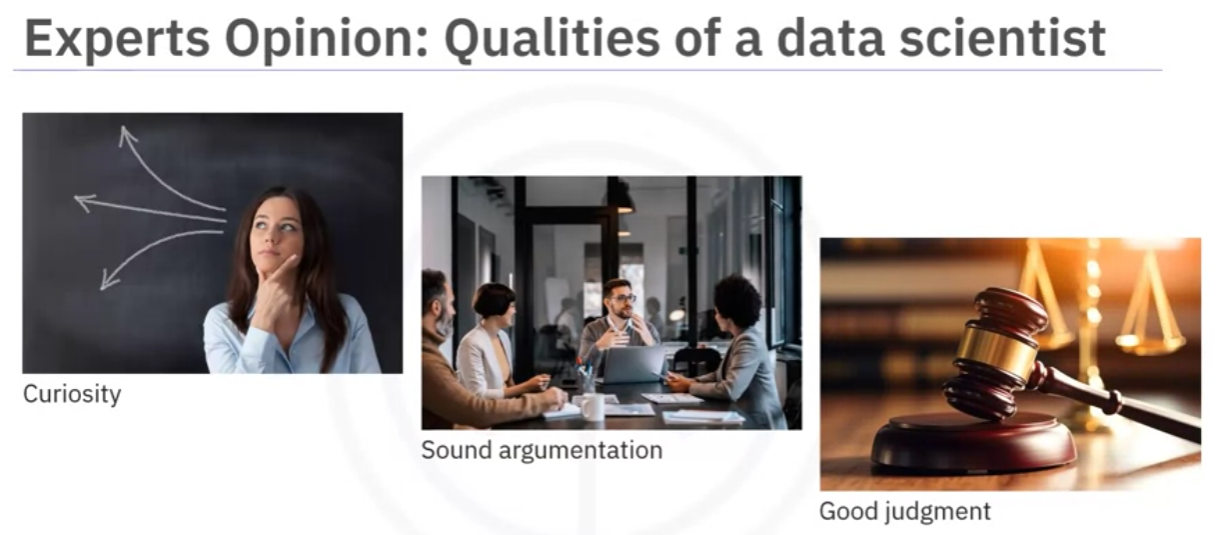 Experts Opinion: Qualities of a data scientist
Curiosity
Sound argumentation
Good judgment